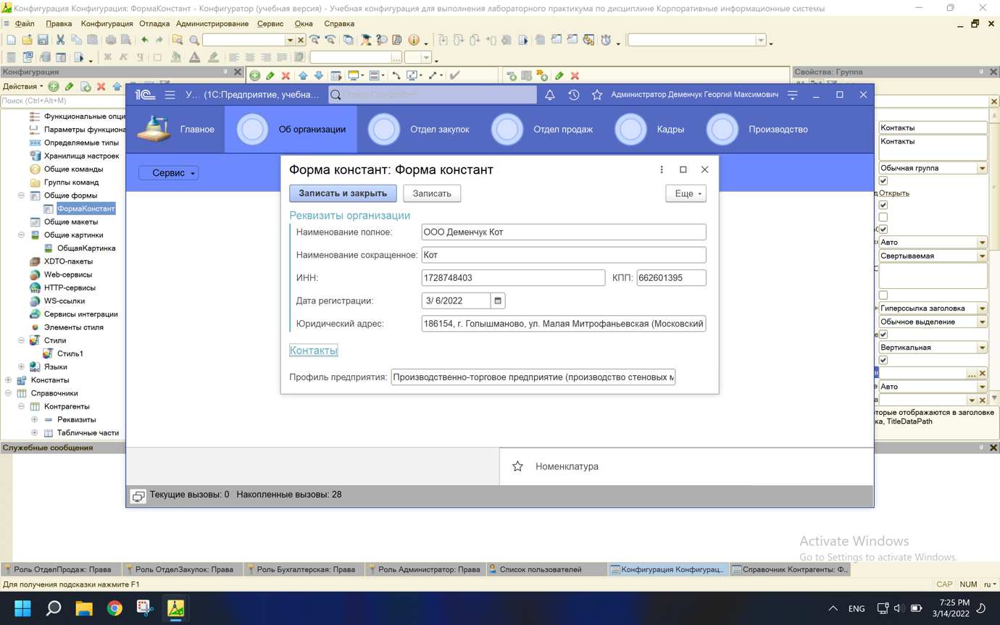 Конфигурация Конфигурация: ФормаКонстант - Конфигуратор (учебная версия) - Учебная конфигурация для выполнения лабораторного практикума по дисциплине Корпоративные информационные системы
Файл Правка Конфигурация Отладка Администрирование Сервис Окна Справка
Ж К Ч
Конфигурация
Свойства: Группа
Действия
Поиск (Ctrl+Alt+M)
Функциональные опци
Параметры функциона
Определяемые типы
Хранилища настроек
Общие команды
Группы команд
Общие формы
ФормаКонстант
Общие макеты
Общие картинки
ОбщаяКартинка
XDTO-пакеты
Web-сервисы
HTTP-сервисы
WS-ссылки
Сервисы интеграции
Элементы стиля
Стили
Стиль1
Языки
Константы
Справочники
Контрагенты
Реквизиты
Табличные части
У... (1С:Предприятие, учебна...
Поиск Ctrl+Shift+F
Администратор Деменчук Георгий Максимович
Главное
Об организации
Отдел закупок
Отдел продаж
Кадры
Производство
Сервис
Форма констант: Форма констант
Записать и закрыть
Записать
Еще
Реквизиты организации
Наименование полное: ООО Деменчук Кот
Наименование сокращенное: Кот
ИНН: 1728748403 КПП: 662601395
Дата регистрации: 3/ 6/2022
Юридический адрес: 186154, г. Голышманово, ул. Малая Митрофаньевская (Московский
Контакты
Профиль предприятия: Производственно-торговое предприятие (производство стеновых м
Номенклатура
Текущие вызовы: 0 Накопленные вызовы: 28
Контакты
Контакты
Обычная группа
Открыть
Авто
Свертываемая
Гиперссылка заголовка
Обычное выделение
Вертикальная
Авто
оторые отображаются в заголовке
ка, TitleDataPath
Служебные сообщения
Activate Windows
Go to Settings to activate Windows.
Роль ОтделПродаж: Права
Роль ОтделЗакупок: Права
Роль Бухгалтерская: Права
Роль Администратор: Права
Список пользователей
Конфигурация Конфигурац...
Справочник Контрагенты: Ф...
Для получения подсказки нажмите F1
CAP NUM ru
ENG
7:25 PM
3/14/2022